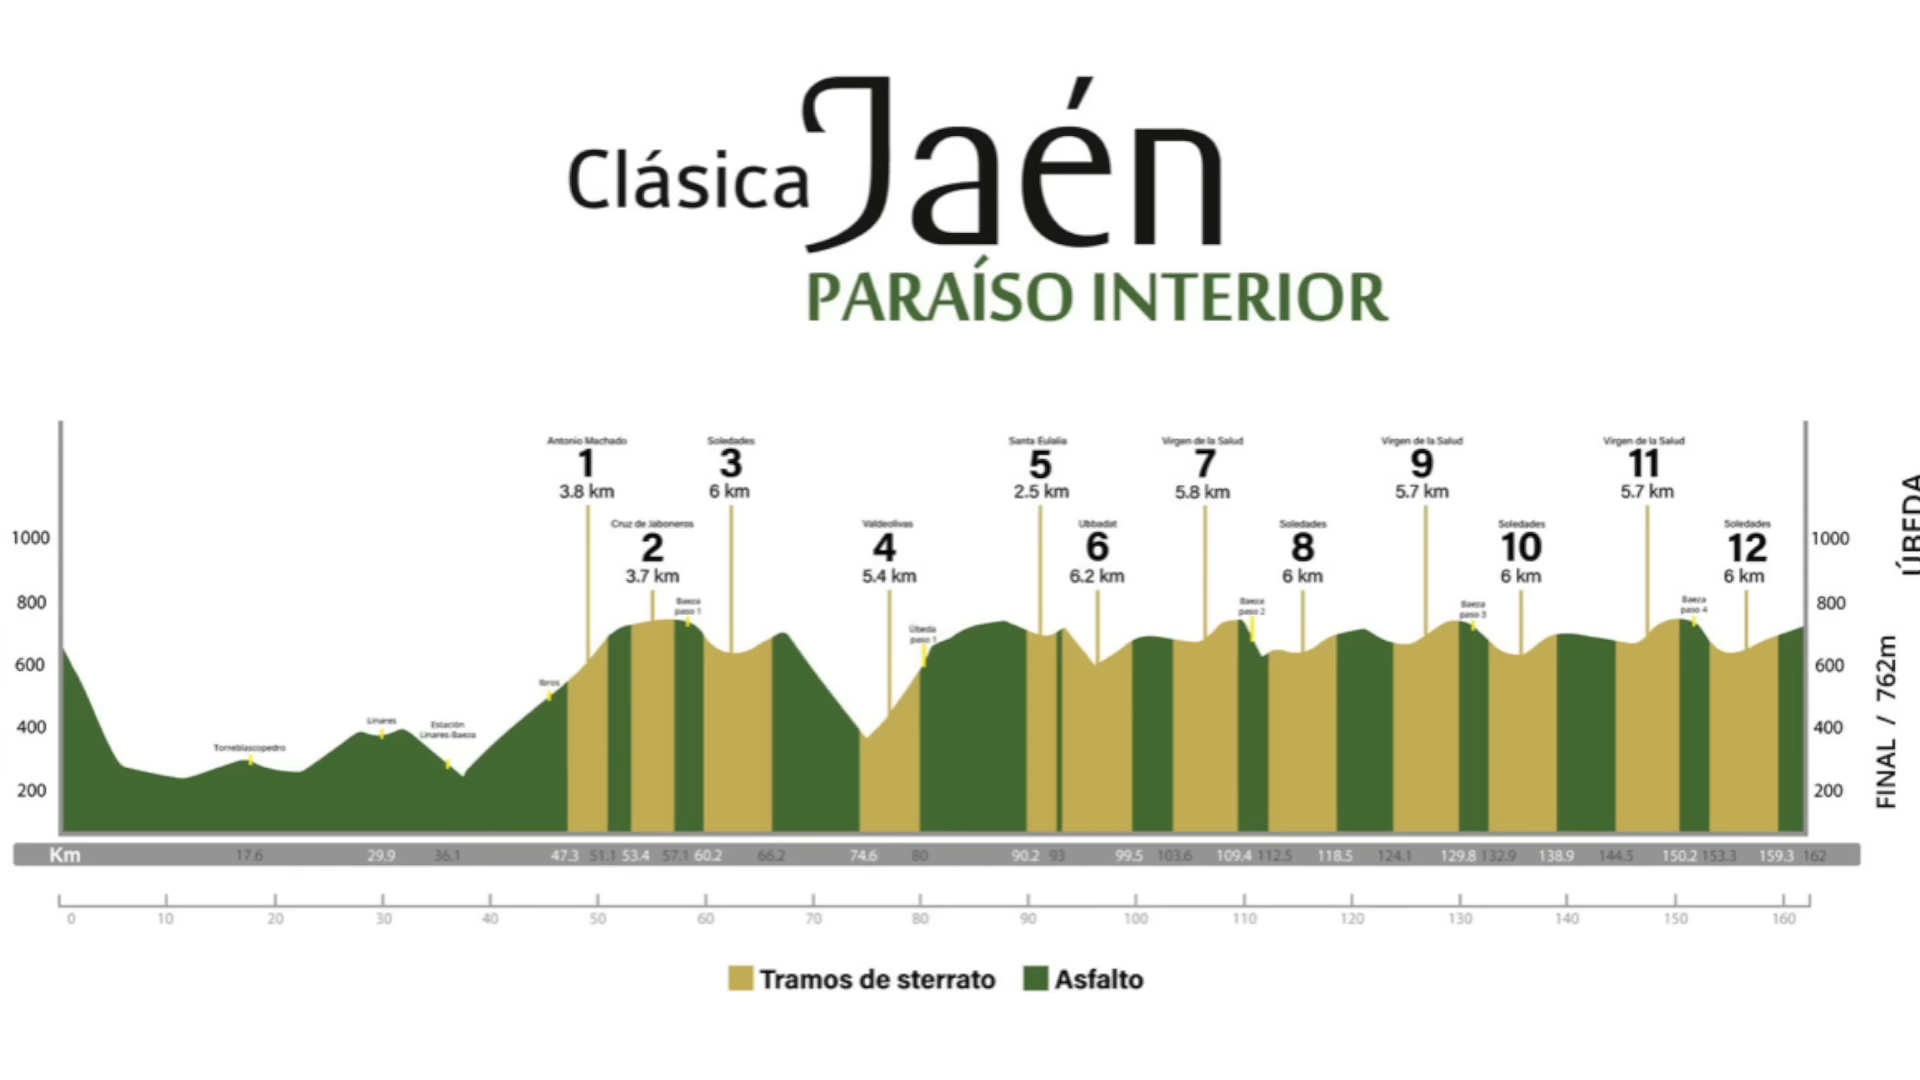 Clásica Jaén
PARAÍSO INTERIOR
Antonio Machado
1
3.8 km
Soledades
3
6 km
Santa Eulalia
5
2.5 km
Virgen de la Salud
7
5.8 km
Virgen de la Salud
9
5.7 km
Virgen de la Salud
11
5.7 km
Cruz de Jaboneros
2
3.7 km
Valdeolivas
4
5.4 km
Ubbadat
6
6.2 km
Soledades
8
6 km
Soledades
10
6 km
Soledades
12
6 km
Torreblascopedro
Linares
Estación
Linares-Baeza
Ibros
Baeza
paso 1
Úbeda
paso 1
Baeza
paso 2
Baeza
paso 3
Baeza
paso 4
1000
800
600
400
200
1000
800
600
400
200
ÚBEDA
FINAL / 762m
Km 17.6 29.9 36.1 47.3 51.1 53.4 57.1 60.2 66.2 74.6 80 90.2 93 99.5 103.6 109.4 112.5 118.5 124.1 129.8 132.9 138.9 144.5 150.2 153.3 159.3 162
0 10 20 30 40 50 60 70 80 90 100 110 120 130 140 150 160
Tramos de sterrato Asfalto